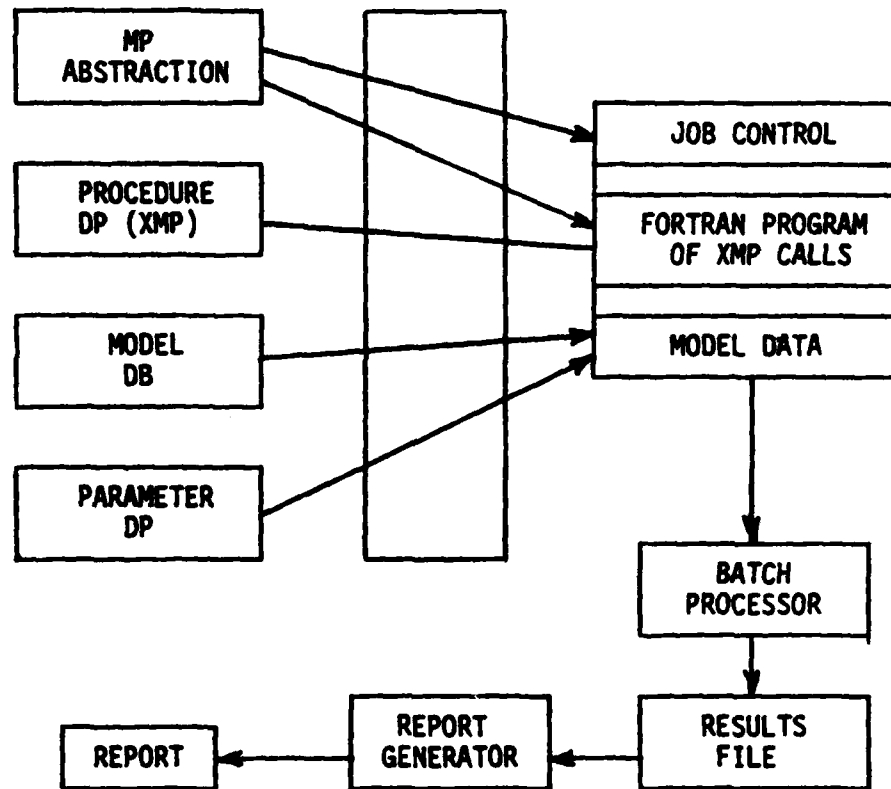 MP
ABSTRACTION
PROCEDURE
DP (XMP)
MODEL
DB
PARAMETER
DP
JOB CONTROL
FORTRAN PROGRAM
OF XMP CALLS
MODEL DATA
BATCH
PROCESSOR
RESULTS
FILE
REPORT
GENERATOR
REPORT